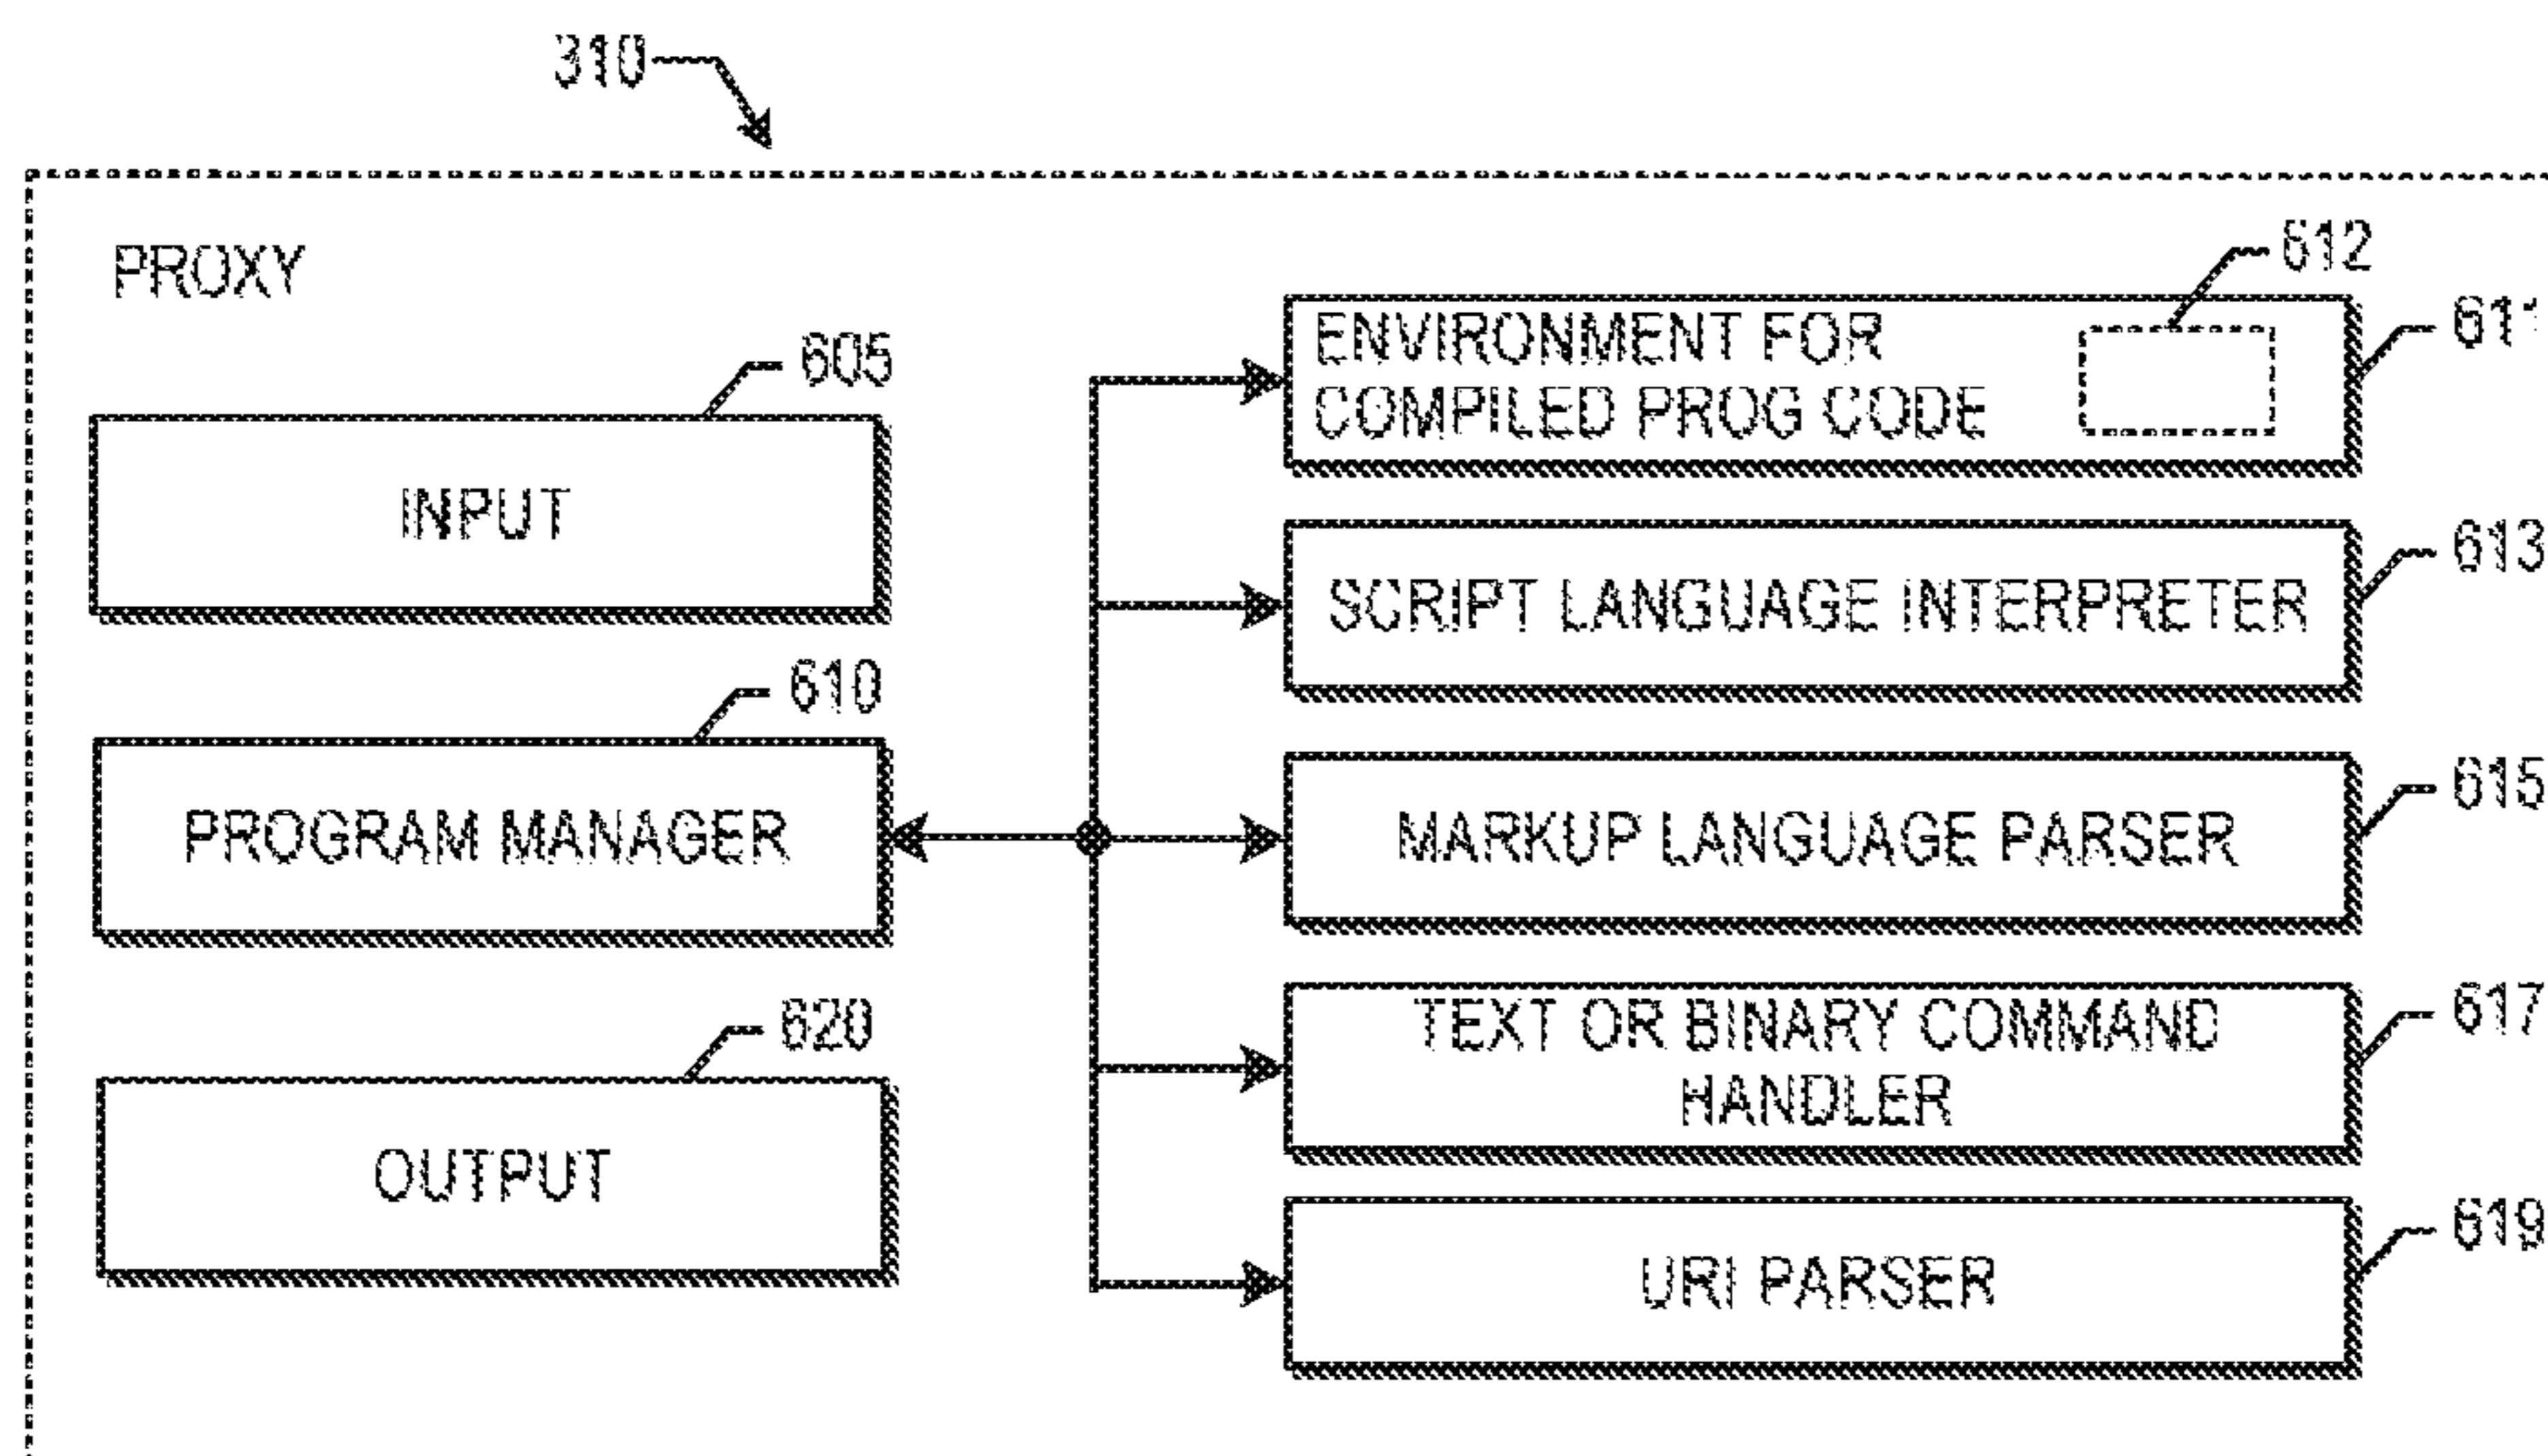 310
PROXY
612
ENVIRONMENT FOR
COMPILED PROG CODE
611
605
INPUT
SCRIPT LANGUAGE INTERPRETER
613
610
PROGRAM MANAGER
MARKUP LANGUAGE PARSER
615
620
OUTPUT
TEXT OR BINARY COMMAND
HANDLER
617
URI PARSER
619